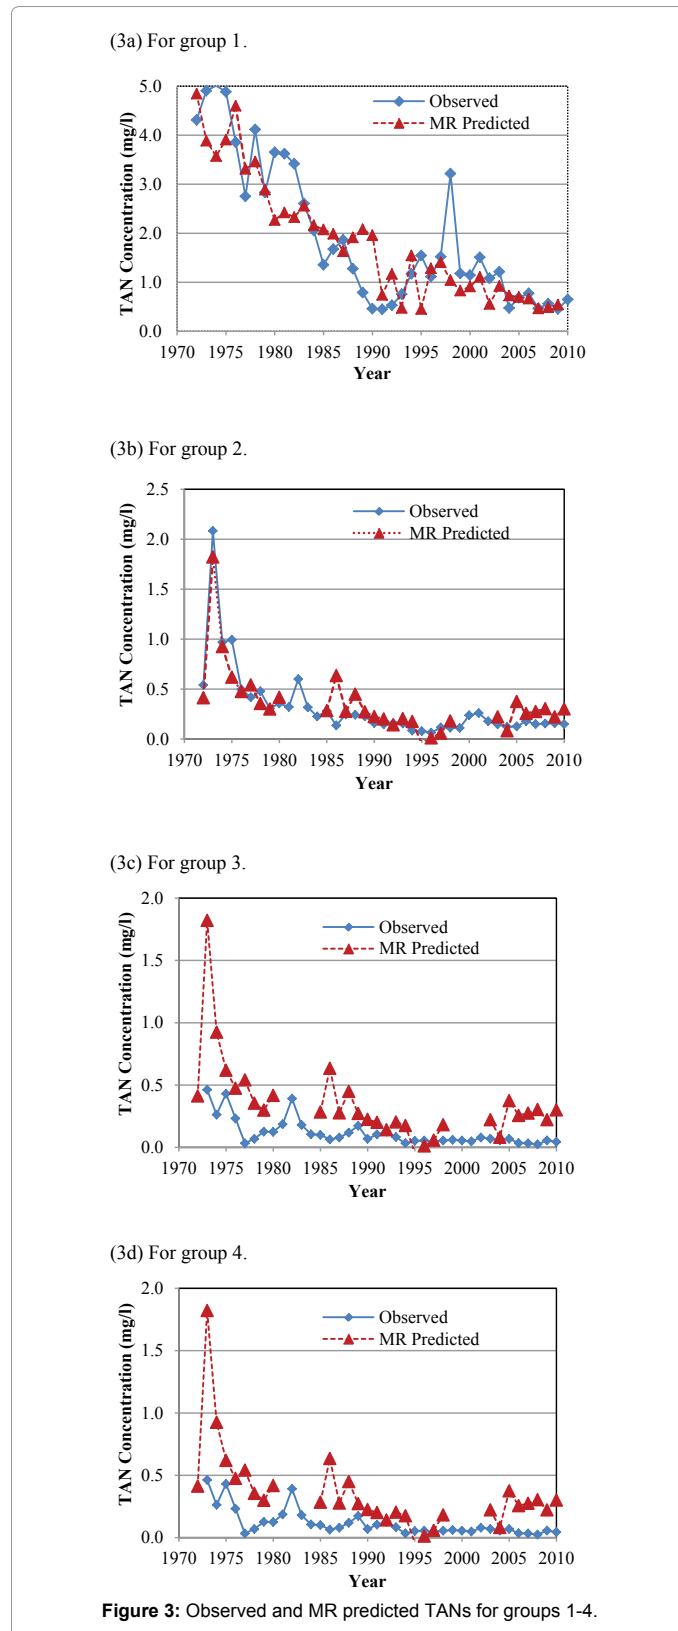 (3a) For group 1.
5.0
4.0
3.0
2.0
1.0
0.0
TAN Concentration (mg/l)
Observed
MR Predicted
1970 1975 1980 1985 1990 1995 2000 2005 2010
Year
(3b) For group 2.
2.5
2.0
1.5
1.0
0.5
0.0
TAN Concentration (mg/l)
Observed
MR Predicted
1970 1975 1980 1985 1990 1995 2000 2005 2010
Year
(3c) For group 3.
2.0
1.5
1.0
0.5
0.0
TAN Concentration (mg/l)
Observed
MR Predicted
1970 1975 1980 1985 1990 1995 2000 2005 2010
Year
(3d) For group 4.
2.0
1.5
1.0
0.5
0.0
TAN Concentration (mg/l)
Observed
MR Predicted
1970 1975 1980 1985 1990 1995 2000 2005 2010
Year
Figure 3: Observed and MR predicted TANs for groups 1-4.